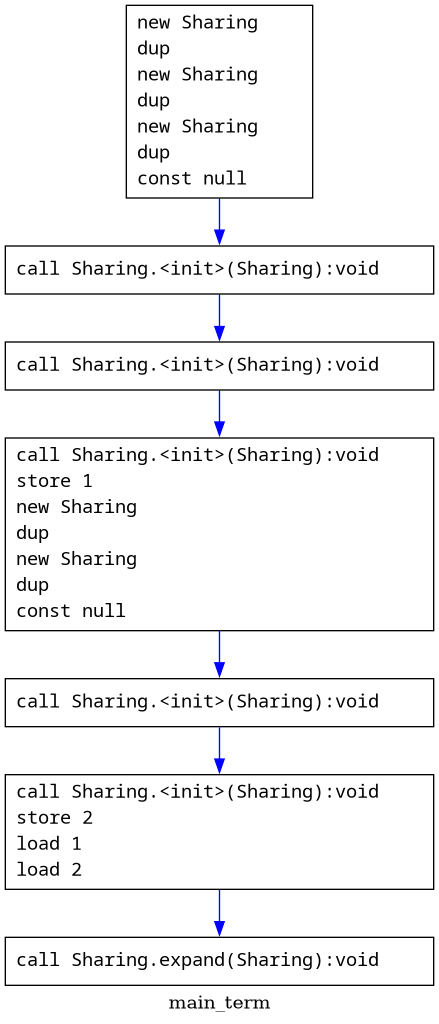 new Sharing
dup
new Sharing
dup
new Sharing
dup
const null
call Sharing.<init>(Sharing):void
call Sharing.<init>(Sharing):void
call Sharing.<init>(Sharing):void
store 1
new Sharing
dup
new Sharing
dup
const null
call Sharing.<init>(Sharing):void
call Sharing.<init>(Sharing):void
store 2
load 1
load 2
call Sharing.expand(Sharing):void
main_term